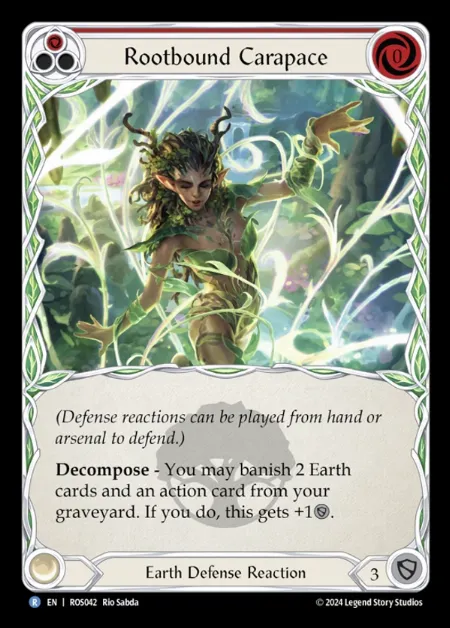 Rootbound Carapace
0
(Defense reactions can be played from hand or
arsenal to defend.)
Decompose - You may banish 2 Earth
cards and an action card from your
graveyard. If you do, this gets +1.
Earth Defense Reaction
3
R EN | ROS042 Rio Sabda
© 2024 Legend Story Studios